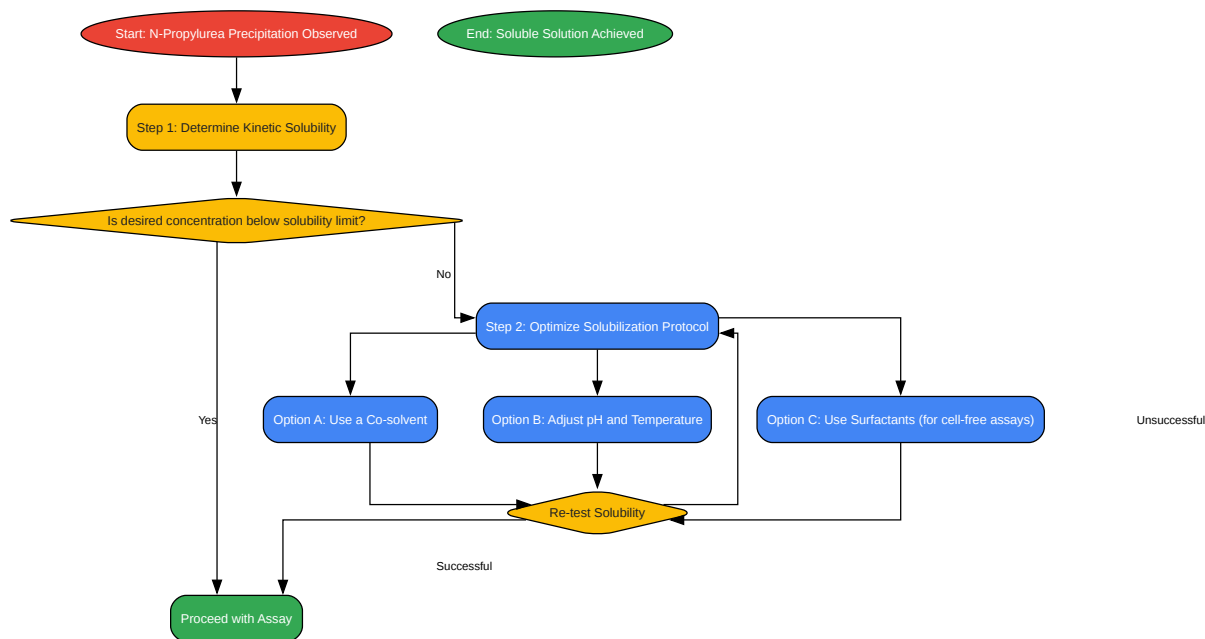 Start: N-Propylurea Precipitation Observed
End: Soluble Solution Achieved
Step 1: Determine Kinetic Solubility
Is desired concentration below solubility limit?
No
Step 2: Optimize Solubilization Protocol
Yes
Option A: Use a Co-solvent
Option B: Adjust pH and Temperature
Option C: Use Surfactants (for cell-free assays)
Unsuccessful
Re-test Solubility
Successful
Proceed with Assay